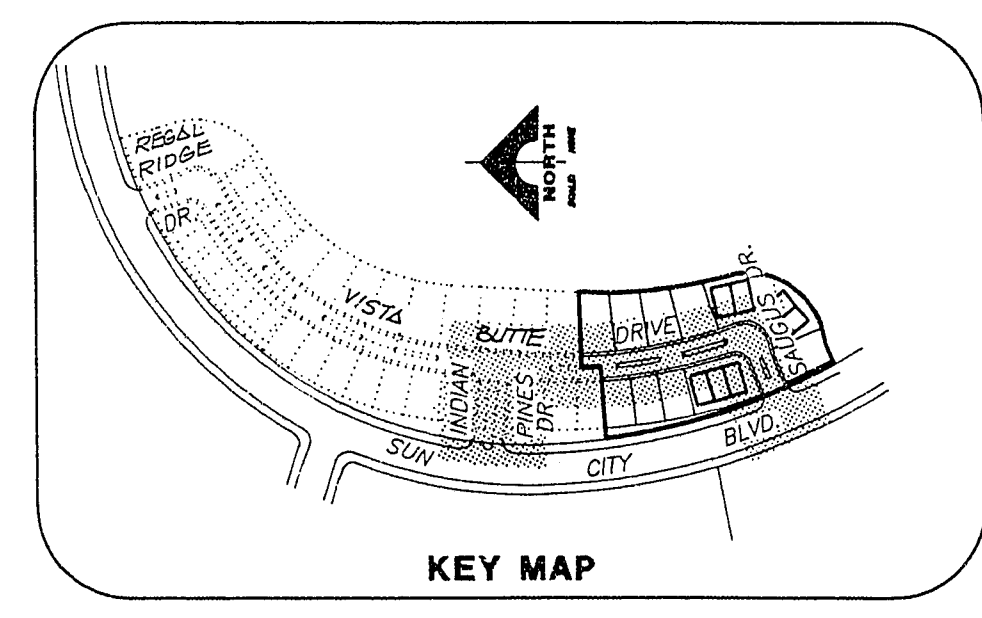 REGAL
RIDGE
DR.
NORTH
VISTA
BUTTE
DRIVE
SAUGUS DR.
INDIAN
PINES
DR
SUN
CITY
BLVD.
KEY MAP